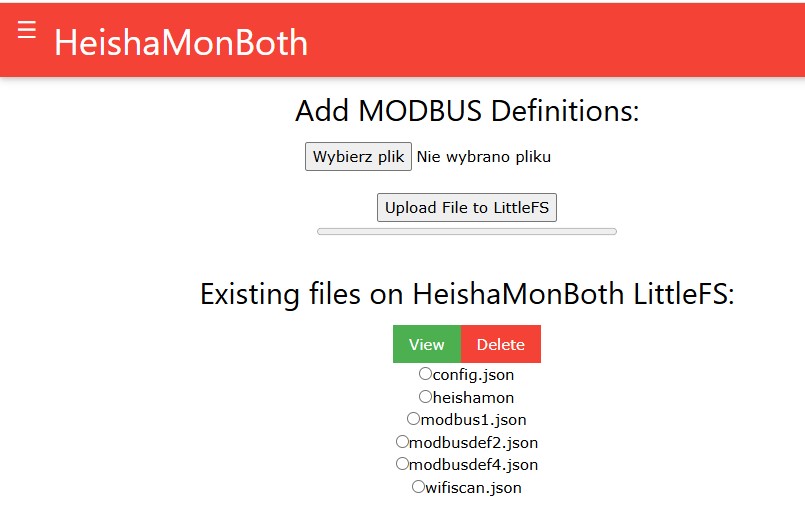 HeishaMonBoth
Add MODBUS Definitions:
Wybierz plik Nie wybrano pliku
Upload File to LittleFS
Existing files on HeishaMonBoth LittleFS:
View Delete
config.json
heishamon
modbus1.json
modbusdef2.json
modbusdef4.json
wifiscan.json